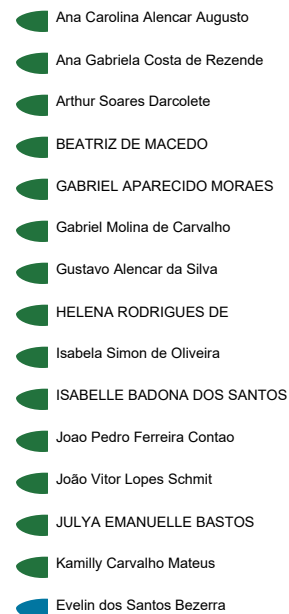 Ana Carolina Alencar Augusto
Ana Gabriela Costa de Rezende
Arthur Soares Darcolete
BEATRIZ DE MACEDO
GABRIEL APARECIDO MORAES
Gabriel Molina de Carvalho
Gustavo Alencar da Silva
HELENA RODRIGUES DE
Isabela Simon de Oliveira
ISABELLE BADONA DOS SANTOS
Joao Pedro Ferreira Contao
João Vitor Lopes Schmit
JULYA EMANUELLE BASTOS
Kamilly Carvalho Mateus
Evelin dos Santos Bezerra